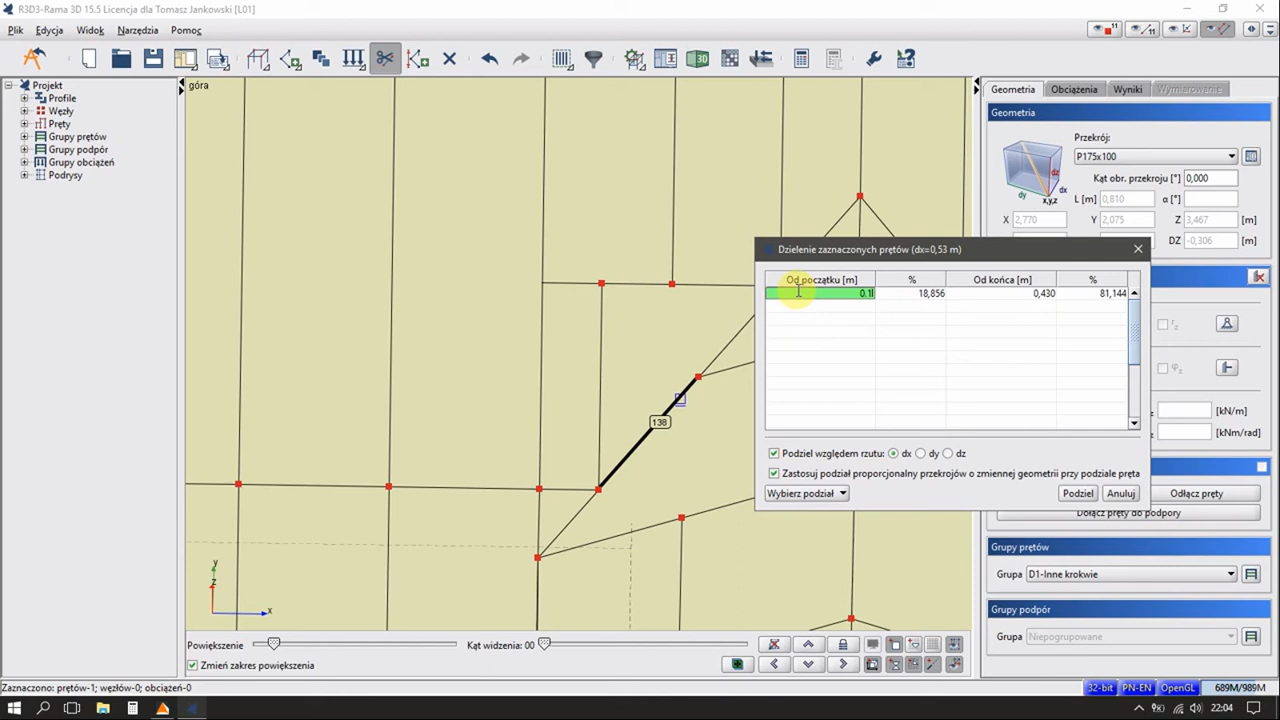 R3D3-Rama 3D 15.5 Licencja dla Tomasz Jankowski [L01]
Plik Edycja Widok Narzędzia Pomoc
Projekt
Profile
Węzły
Pręty
Grupy prętów
Grupy podpór
Grupy obciążeń
Podrysy
góra
138
y
z
x
Geometria Obciążenia Wyniki Wymiarowanie
Geometria
Przekrój:
P175x100
Kąt obr. przekroju [°] 0,000
L [m] 0,810 α [°]
X 2,770 Y 2,075 Z 3,467 [m]
DZ -0,306 [m]
dz
dy
dx
x,y,z
Dzielenie zaznaczonych prętów (dx=0,53 m)
Od początku [m] % Od końca [m] %
0.1 18,856 0,430 81,144
Podziel względem rzutu: dx dy dz
Zastosuj podział proporcjonalny przekrojów o zmiennej geometrii przy podziale pręta
Wybierz podział Podziel Anuluj
[kN/m]
[kNm/rad]
Odłącz pręty
Dołącz pręty do podpory
Grupy prętów
Grupa D1-Inne krokwie
Grupy podpór
Grupa Niepogrupowane
Powiększenie Kąt widzenia: 00
Zmień zakres powiększenia
Zaznaczono: prętów-1; węzłów-0; obciążeń-0
32-bit PN-EN OpenGL 689M/989M
22:04